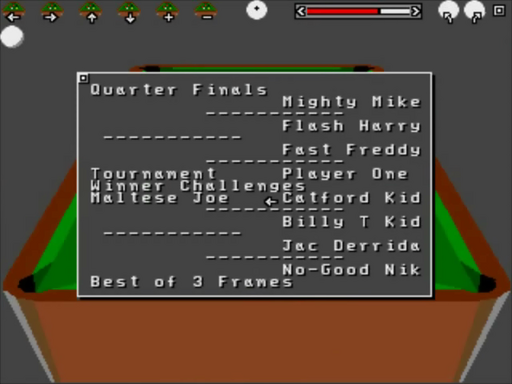 Quarter Finals
Mighty Mike
Flash Harry
Fast Freddy
Tournament
Player One
Winner Challenges
Maltese Joe
Catford Kid
Billy T Kid
Jac Derrida
No-Good Nik
Best of 3 Frames